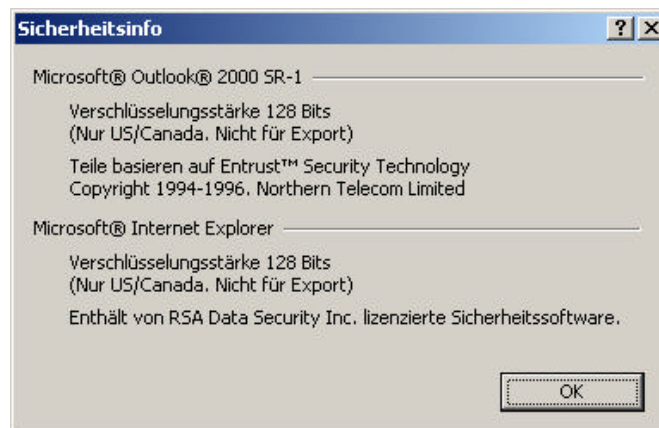 Sicherheitsinfo
Microsoft® Outlook® 2000 SR-1
Verschlüsselungsstärke 128 Bits
(Nur US/Canada. Nicht für Export)
Teile basieren auf Entrust™ Security Technology
Copyright 1994-1996. Northern Telecom Limited
Microsoft® Internet Explorer
Verschlüsselungsstärke 128 Bits
(Nur US/Canada. Nicht für Export)
Enthält von RSA Data Security Inc. lizenzierte Sicherheitssoftware.
OK